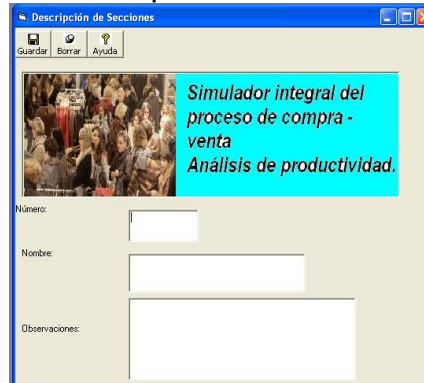 Descripción de Secciones
Guardar Borrar Ayuda
Simulador integral del
proceso de compra -
venta
Análisis de productividad.
Número:
Nombre:
Observaciones: